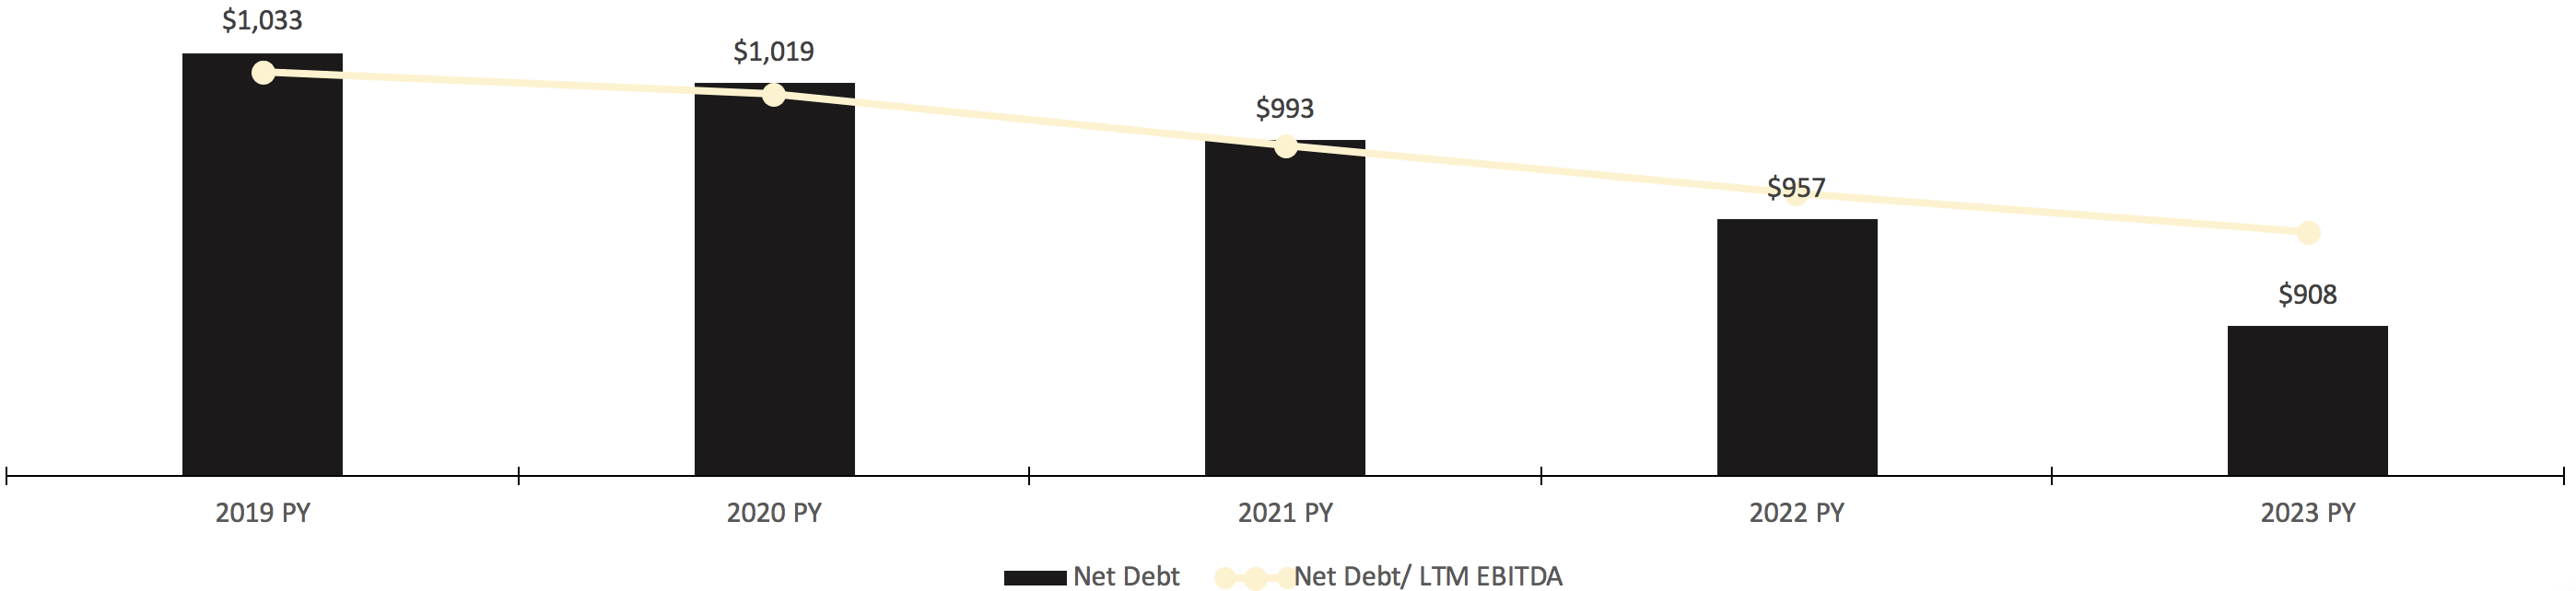 $1,033
$1,019
$993
$957
$908
2019 PY
2020 PY
2021 PY
2022 PY
2023 PY
Net Debt
Net Debt/ LTM EBITDA